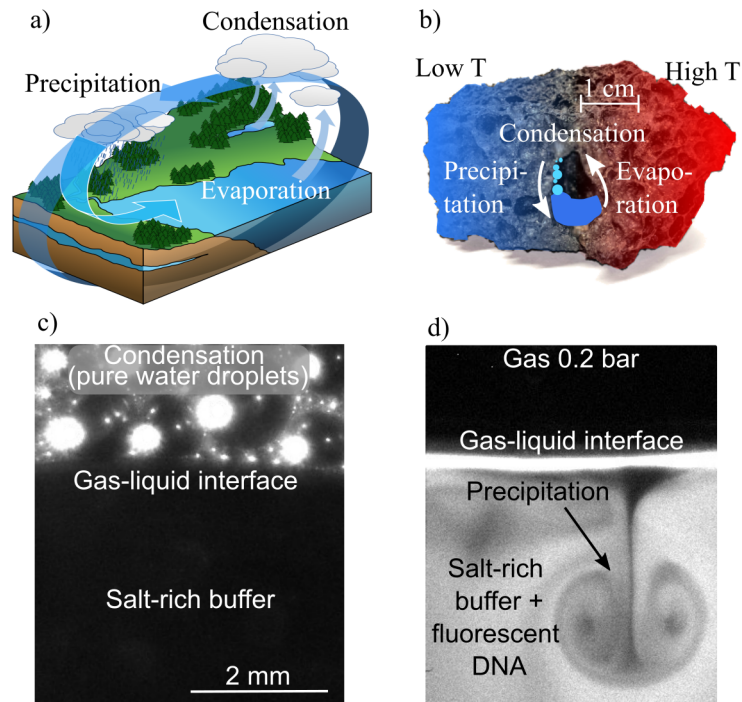 a)
Condensation
Precipitation
Evaporation
b)
Low T
High T
1 cm
Condensation
Precipi-
tation
Evapo-
ration
c)
Condensation
(pure water droplets)
Gas-liquid interface
Salt-rich buffer
2 mm
d)
Gas 0.2 bar
Gas-liquid interface
Precipitation
Salt-rich
buffer +
fluorescent
DNA